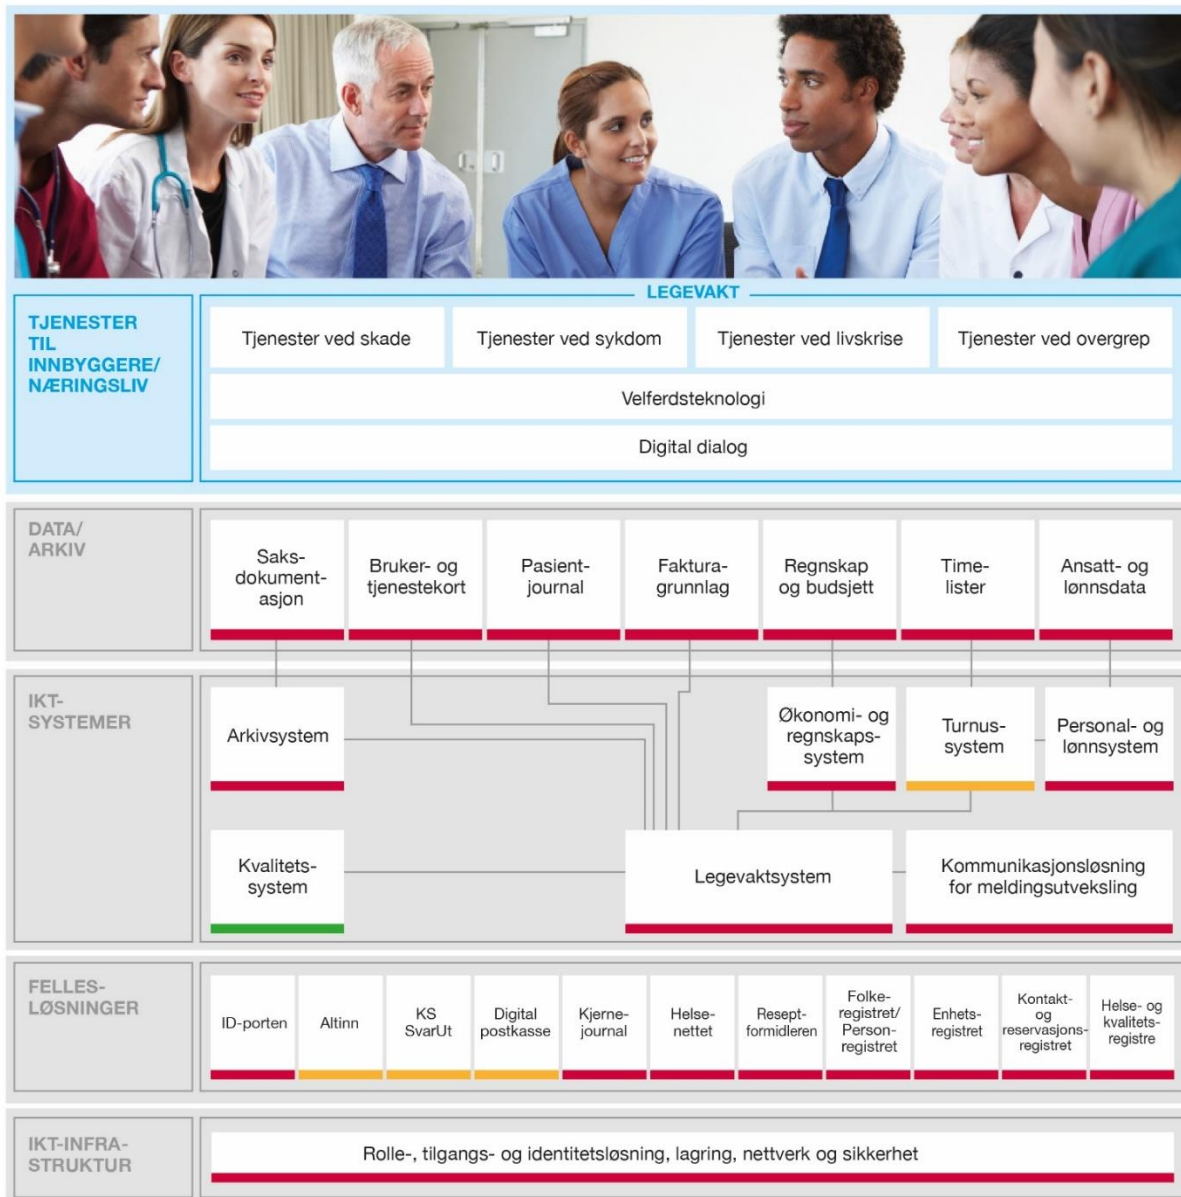 LEGEVAKT
TJENESTER
TIL
INNBYGGERE/
NÆRINGSLIV
Tjenester ved skade
Tjenester ved sykdom
Tjenester ved livskrise
Tjenester ved overgrep
Velferdsteknologi
Digital dialog
DATA/
ARKIV
Saks-
dokument-
asjon
Bruker- og
tjenestekort
Pasient-
journal
Faktura-
grunnlag
Regnskap
og budsjett
Time-
lister
Ansatt- og
lønnsdata
IKT-
SYSTEMER
Arkivsystem
Økonomi- og
regnskaps-
system
Turnus-
system
Personal- og
lønnsystem
Kvalitets-
system
Legevaktsystem
Kommunikasjonsløsning
for meldingsutveksling
FELLES-
LØSNINGER
ID-porten
Altinn
KS
SvarUt
Digital
postkasse
Kjerne-
journal
Helse-
nettet
Resept-
formidleren
Folke-
registret/
Person-
registret
Enhets-
registret
Kontakt-
og
reservasjons-
registret
Helse- og
kvalitets-
registre
IKT-INFRA-
STRUKTUR
Rolle-, tilgangs- og identitetsløsning, lagring, nettverk og sikkerhet